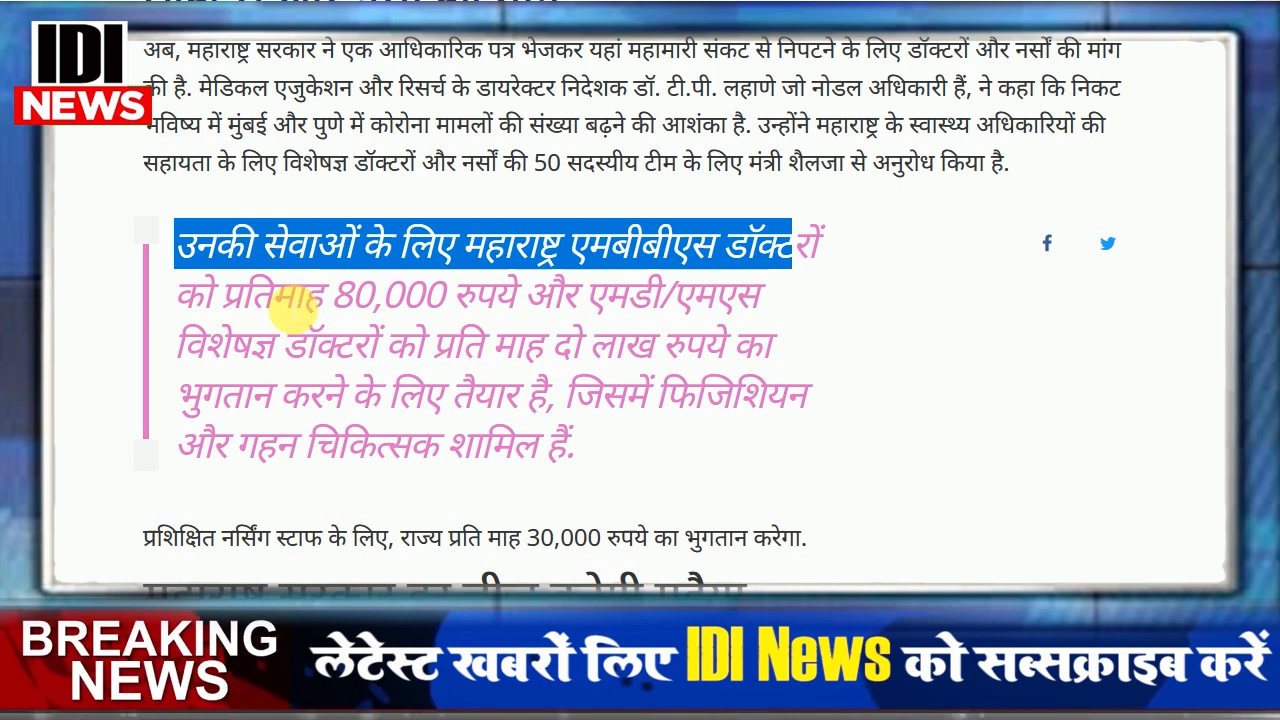 IDI
NEWS
अब, महाराष्ट्र सरकार ने एक आधिकारिक पत्र भेजकर यहां महामारी संकट से निपटने के लिए डॉक्टरों और नर्सों की मांग
की है. मेडिकल एजुकेशन और रिसर्च के डायरेक्टर निदेशक डॉ. टी.पी. लहाणे जो नोडल अधिकारी हैं, ने कहा कि निकट
भविष्य में मुंबई और पुणे में कोरोना मामलों की संख्या बढ़ने की आशंका है. उन्होंने महाराष्ट्र के स्वास्थ्य अधिकारियों की
सहायता के लिए विशेषज्ञ डॉक्टरों और नर्सों की 50 सदस्यीय टीम के लिए मंत्री शैलजा से अनुरोध किया है.
उनकी सेवाओं के लिए महाराष्ट्र एमबीबीएस डॉक्टरों
को प्रतिमाह 80,000 रुपये और एमडी/एमएस
विशेषज्ञ डॉक्टरों को प्रति माह दो लाख रुपये का
भुगतान करने के लिए तैयार है, जिसमें फिजिशियन
और गहन चिकित्सक शामिल हैं.
प्रशिक्षित नर्सिंग स्टाफ के लिए, राज्य प्रति माह 30,000 रुपये का भुगतान करेगा.
BREAKING
NEWS
लेटेस्ट खबरों लिए IDI News को सब्सक्राइब करें